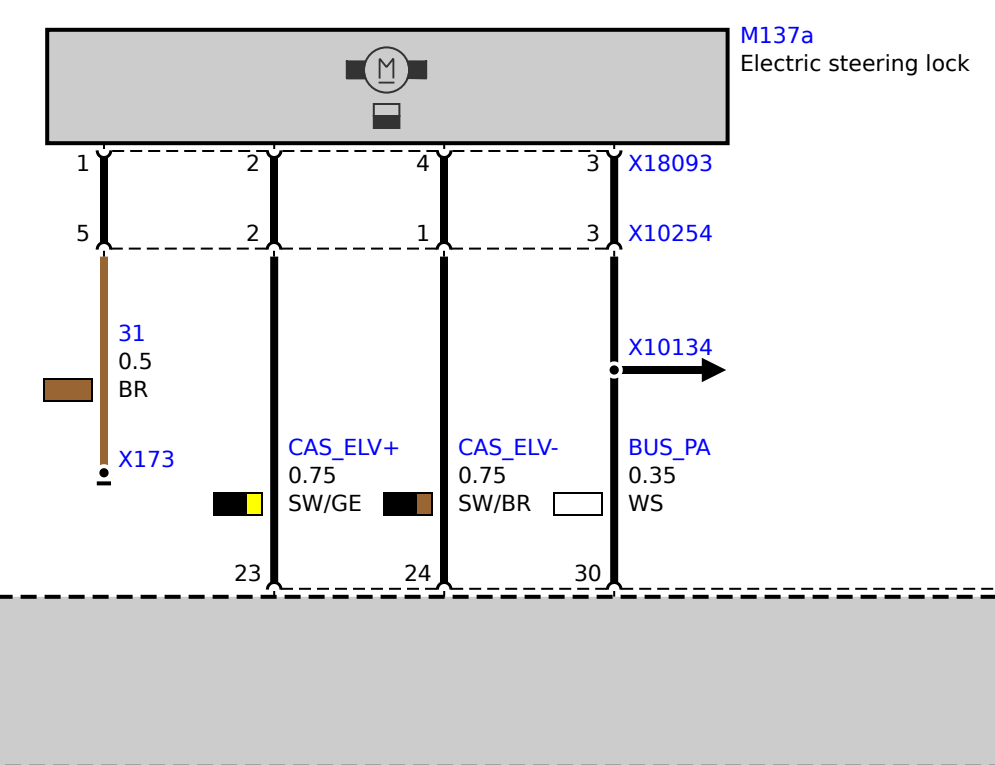 M137a
Electric steering lock
M
1 2 4 3 X18093
5 2 1 3 X10254
31
0.5
BR
X10134
X173
CAS_ELV+ CAS_ELV- BUS_PA
0.75 0.75 0.35
SW/GE SW/BR WS
23 24 30